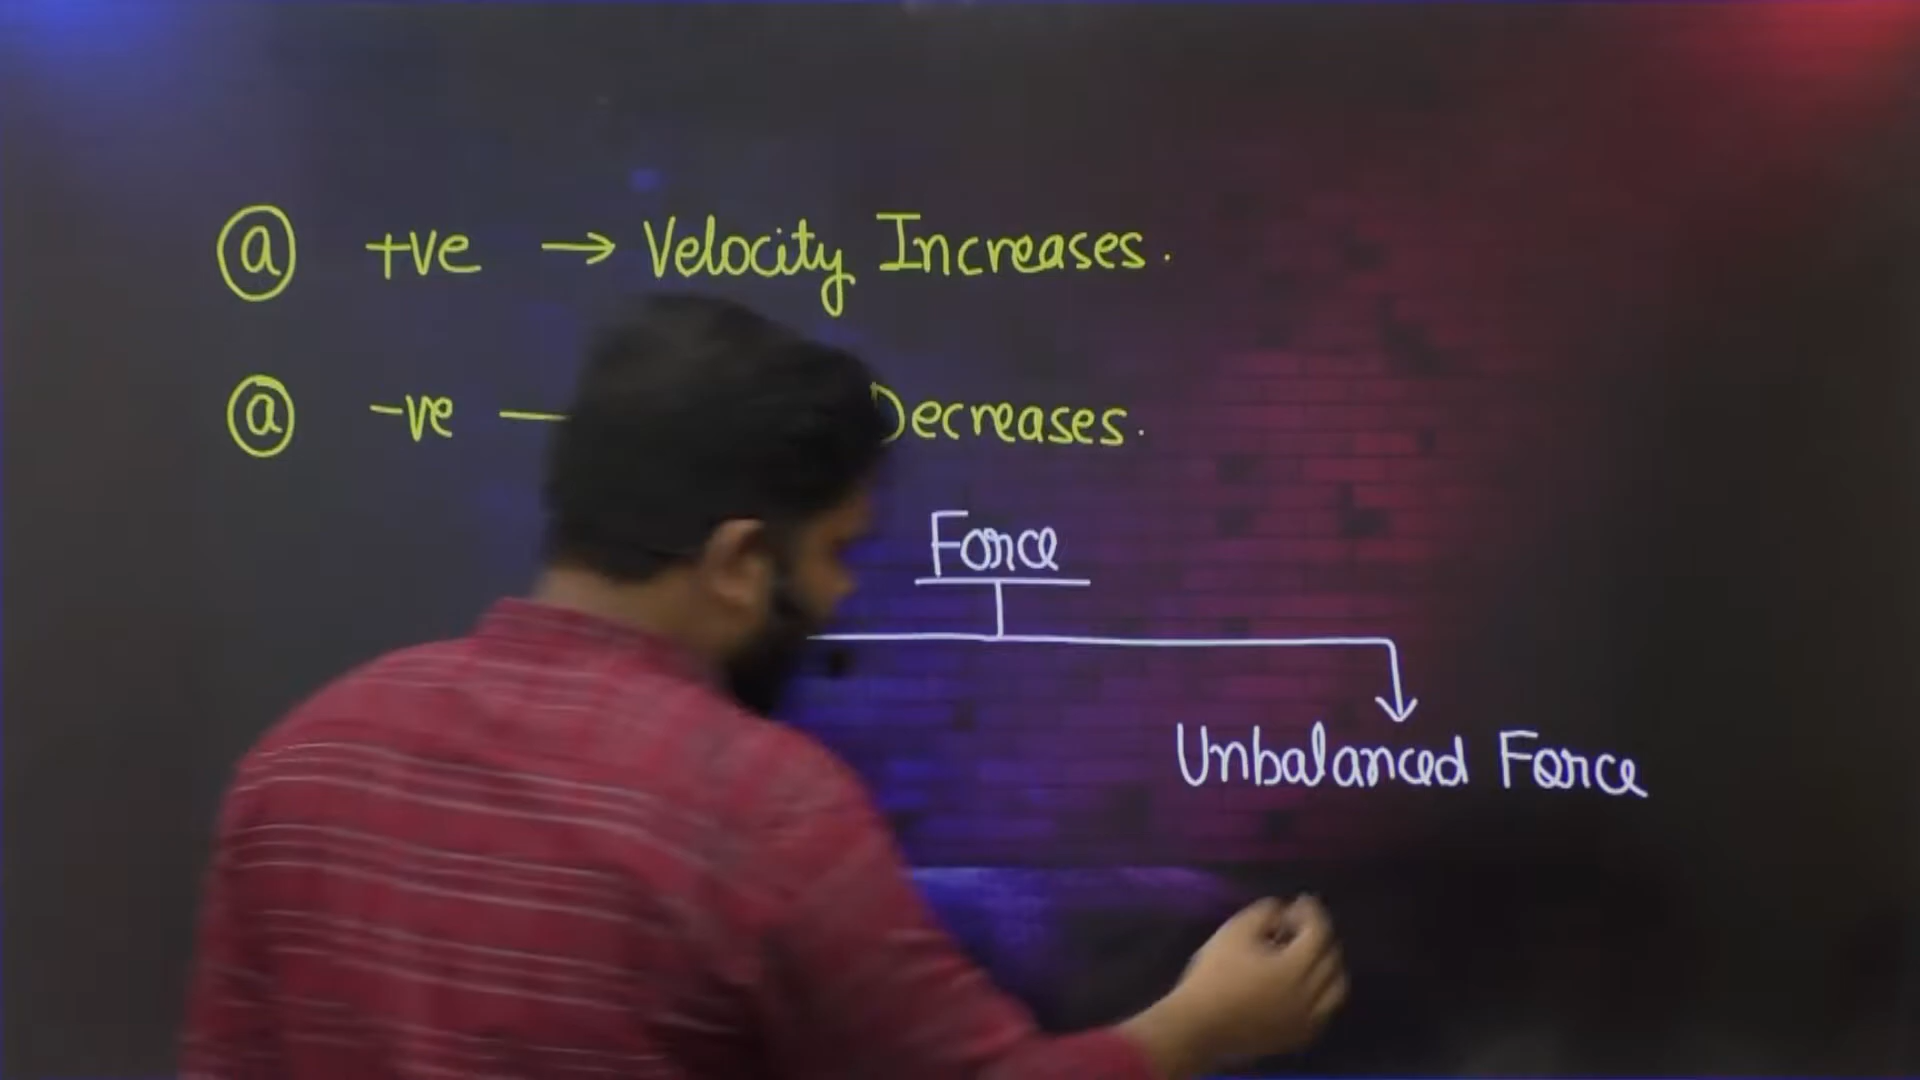 ⓐ +ve → Velocity Increases.
ⓐ -ve — Decreases.
Force
Unbalanced Force